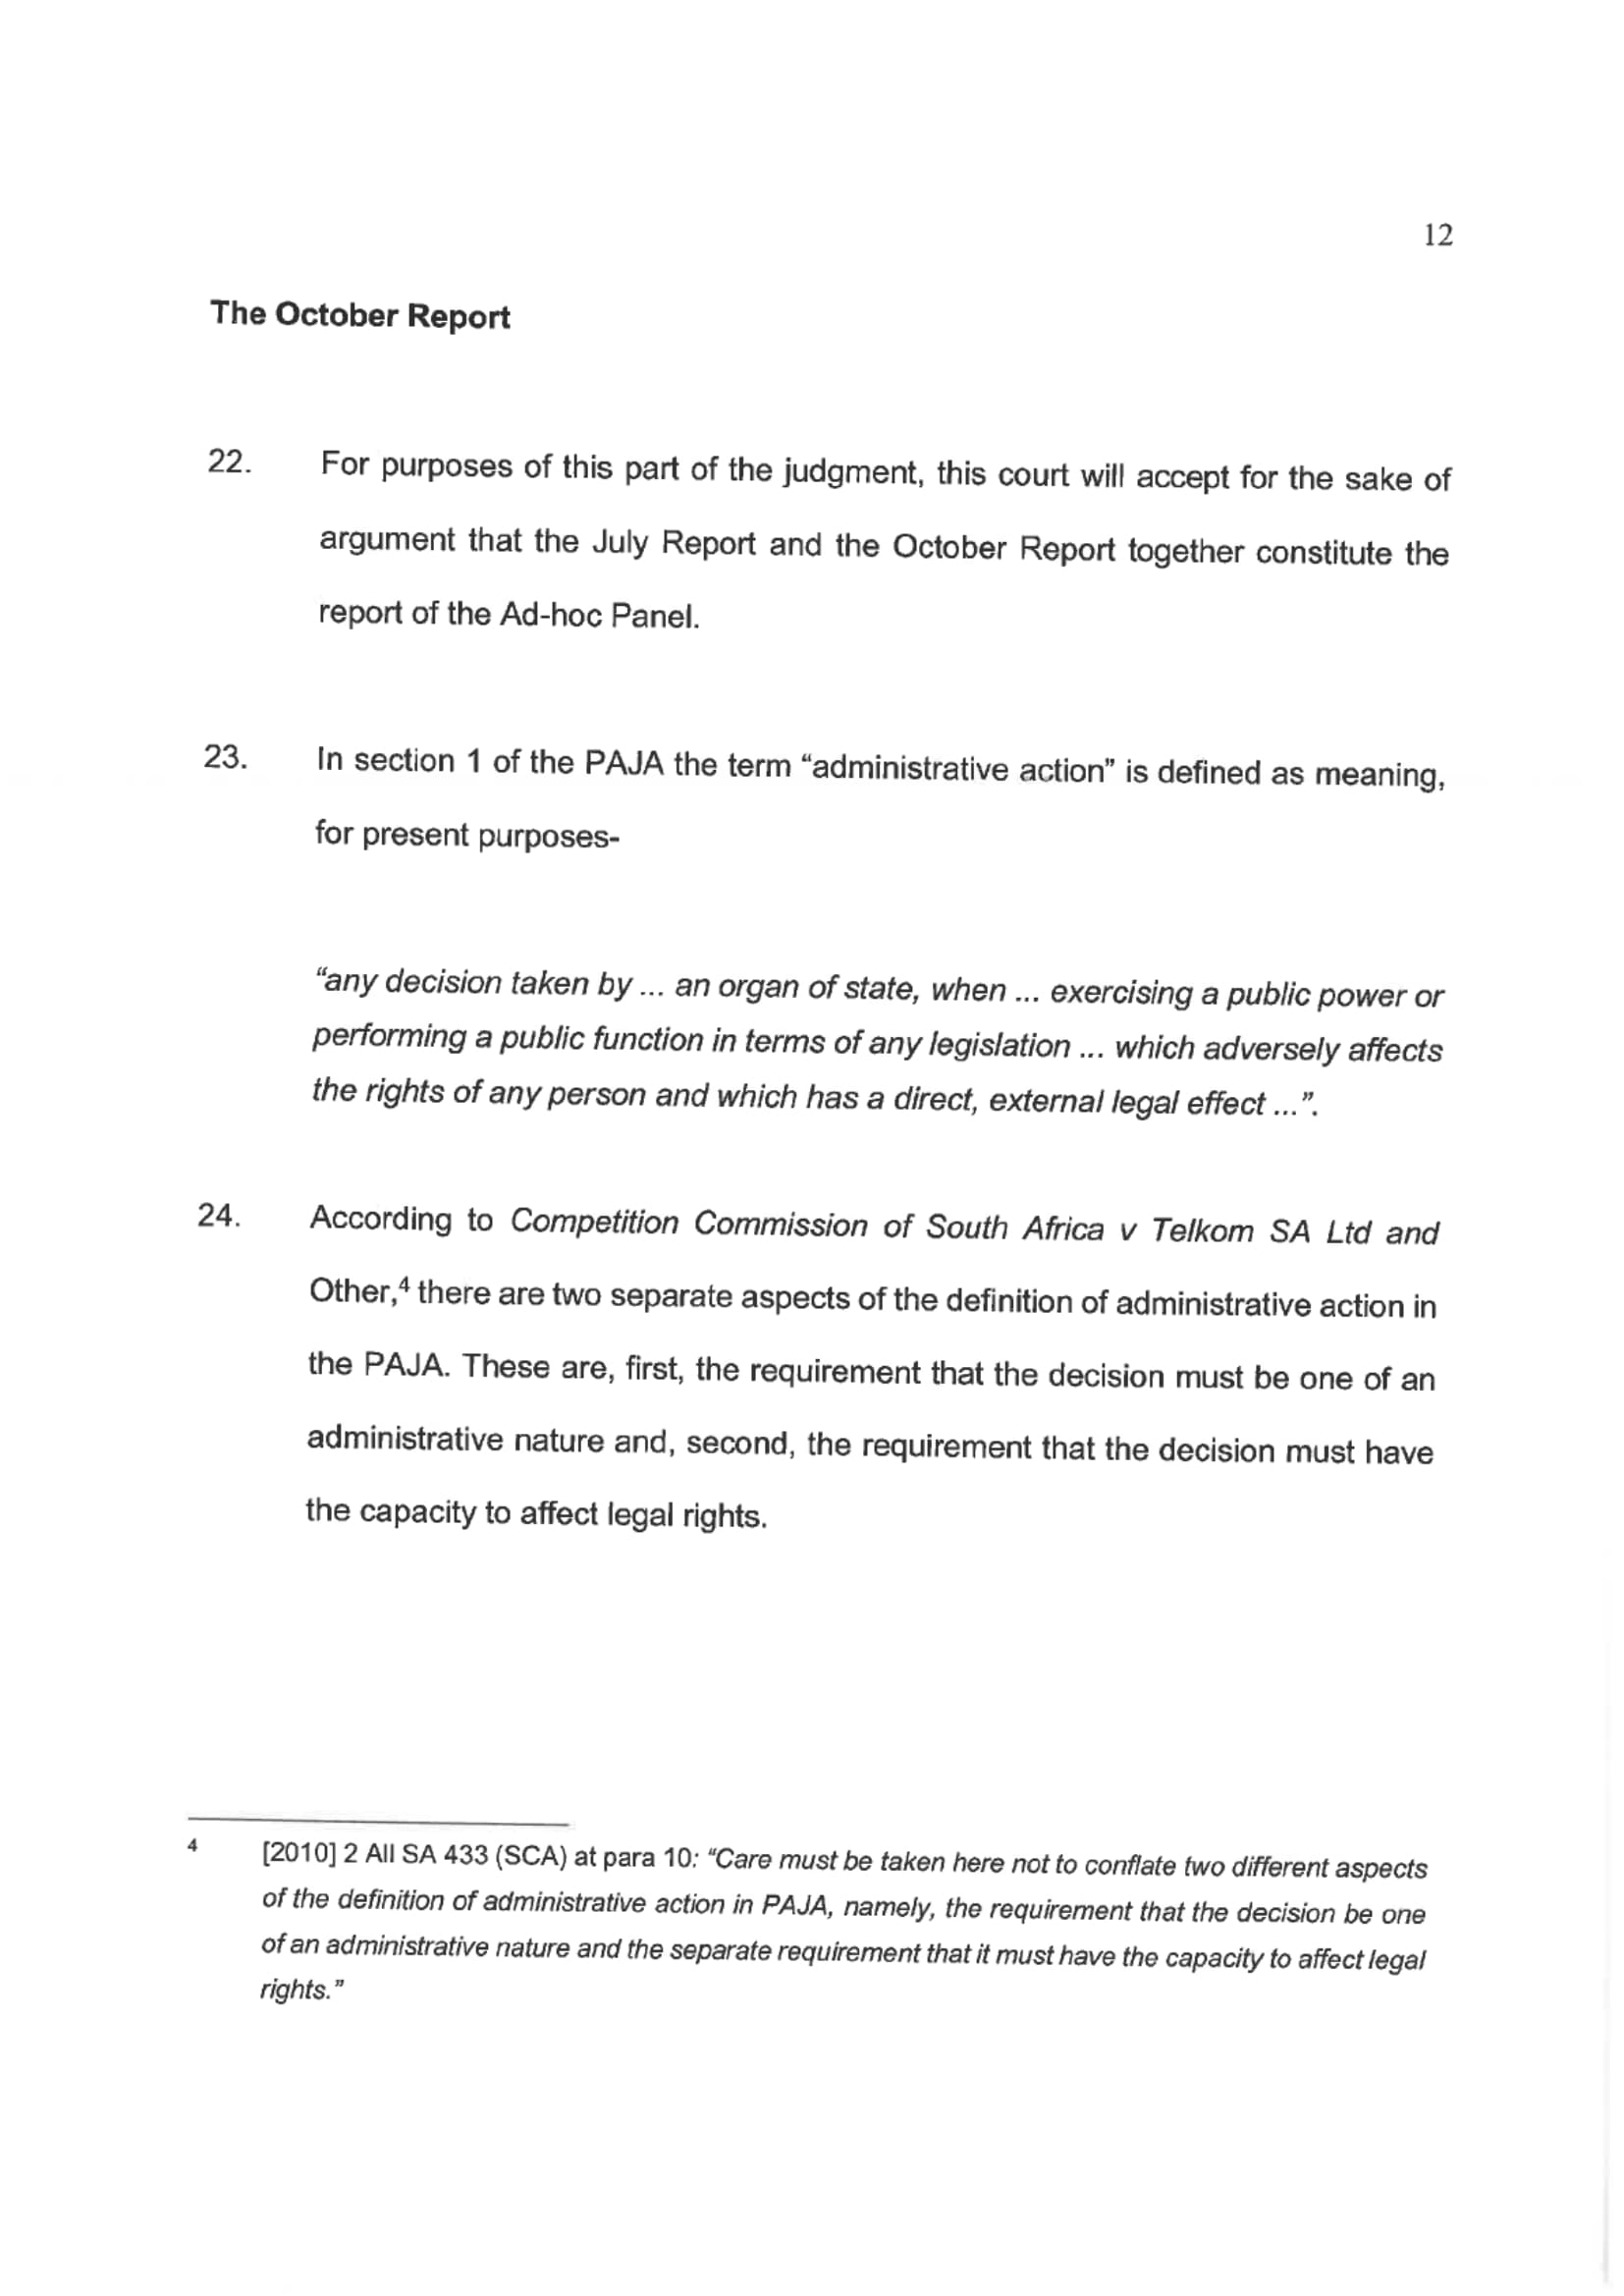 12
The October Report
22. For purposes of this part of the judgment, this court will accept for the sake of
argument that the July Report and the October Report together constitute the
report of the Ad-hoc Panel.
23. In section 1 of the PAJA the term “administrative action” is defined as meaning,
for present purposes-
“any decision taken by ... an organ of state, when ... exercising a public power or
performing a public function in terms of any legislation ... which adversely affects
the rights of any person and which has a direct, external legal effect ...”.
24. According to Competition Commission of South Africa v Telkom SA Ltd and
Other,4 there are two separate aspects of the definition of administrative action in
the PAJA. These are, first, the requirement that the decision must be one of an
administrative nature and, second, the requirement that the decision must have
the capacity to affect legal rights.
4 [2010] 2 All SA 433 (SCA) at para 10: “Care must be taken here not to conflate two different aspects
of the definition of administrative action in PAJA, namely, the requirement that the decision be one
of an administrative nature and the separate requirement that it must have the capacity to affect legal
rights.”